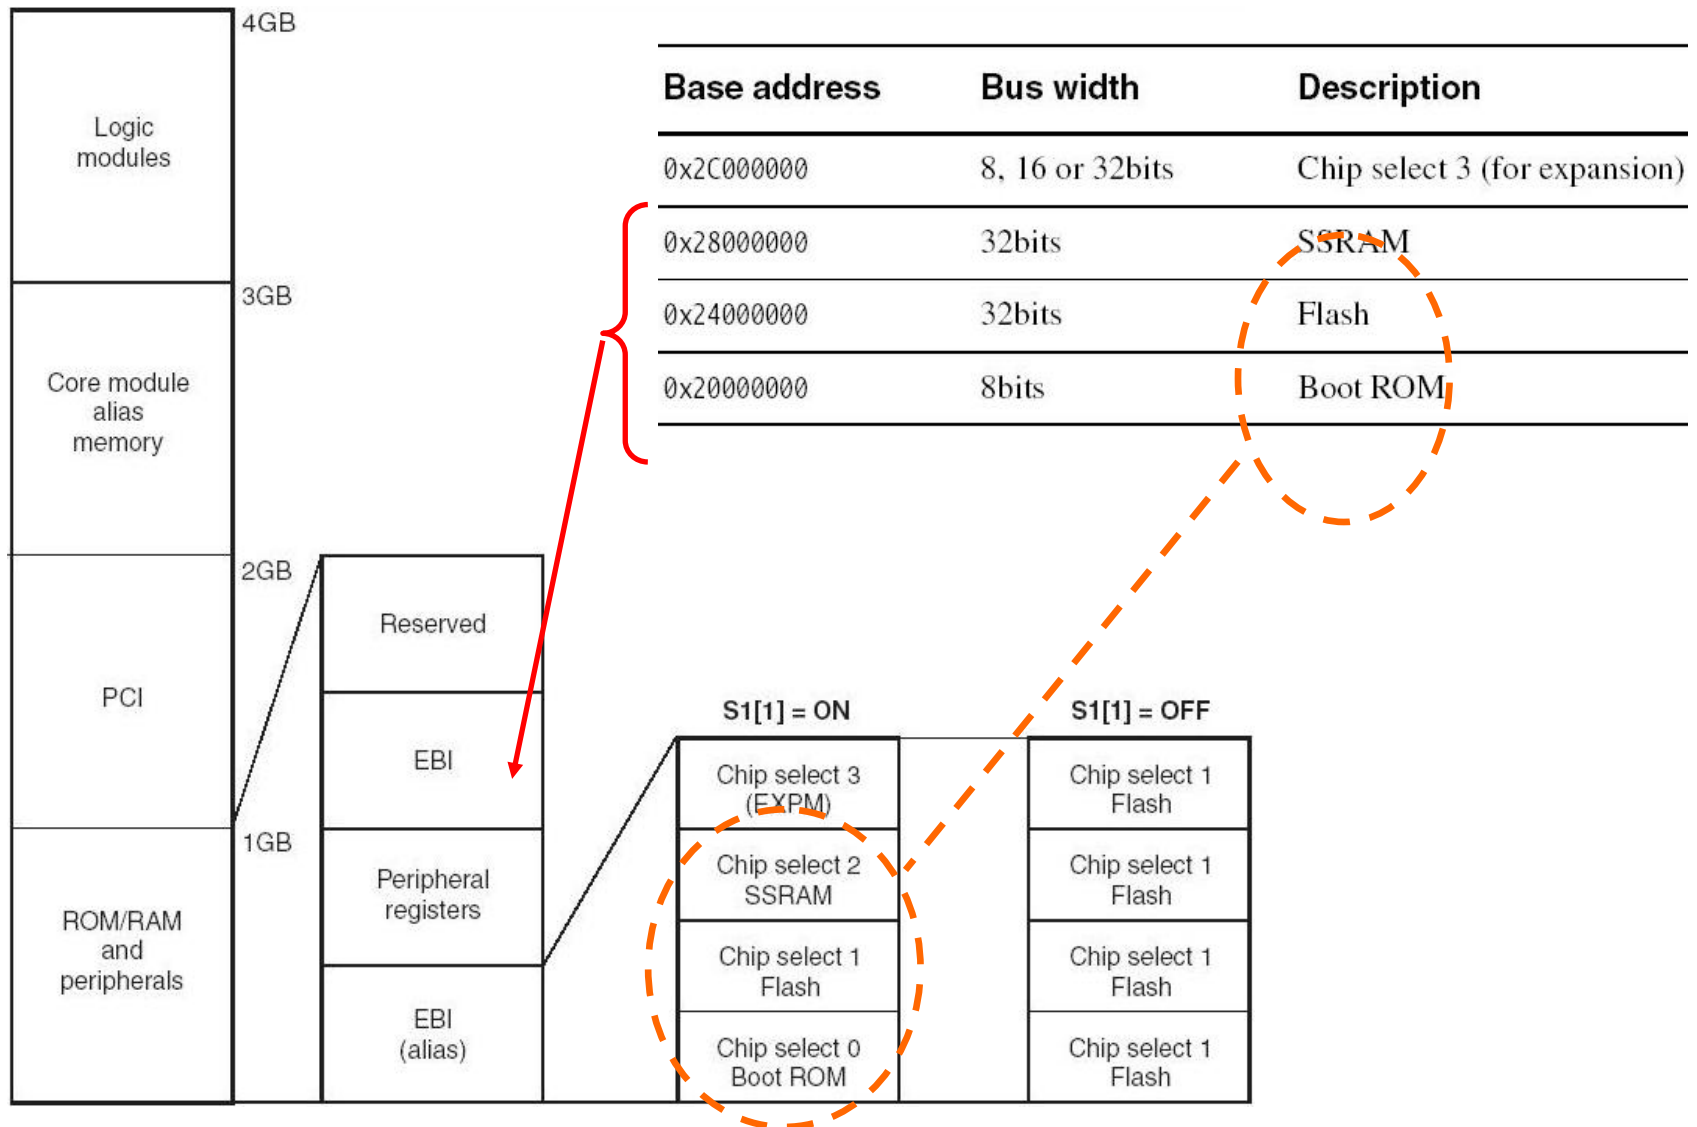 4GB
Logic
modules
3GB
Core module
alias
memory
2GB
PCI
1GB
ROM/RAM
and
peripherals
Reserved
EBI
Peripheral
registers
EBI
(alias)
Base address Bus width Description
0x2C000000 8, 16 or 32bits Chip select 3 (for expansion)
0x28000000 32bits SSRAM
0x24000000 32bits Flash
0x20000000 8bits Boot ROM
S1[1] = ON
Chip select 3
(EXPM)
Chip select 2
SSRAM
Chip select 1
Flash
Chip select 0
Boot ROM
S1[1] = OFF
Chip select 1
Flash
Chip select 1
Flash
Chip select 1
Flash
Chip select 1
Flash